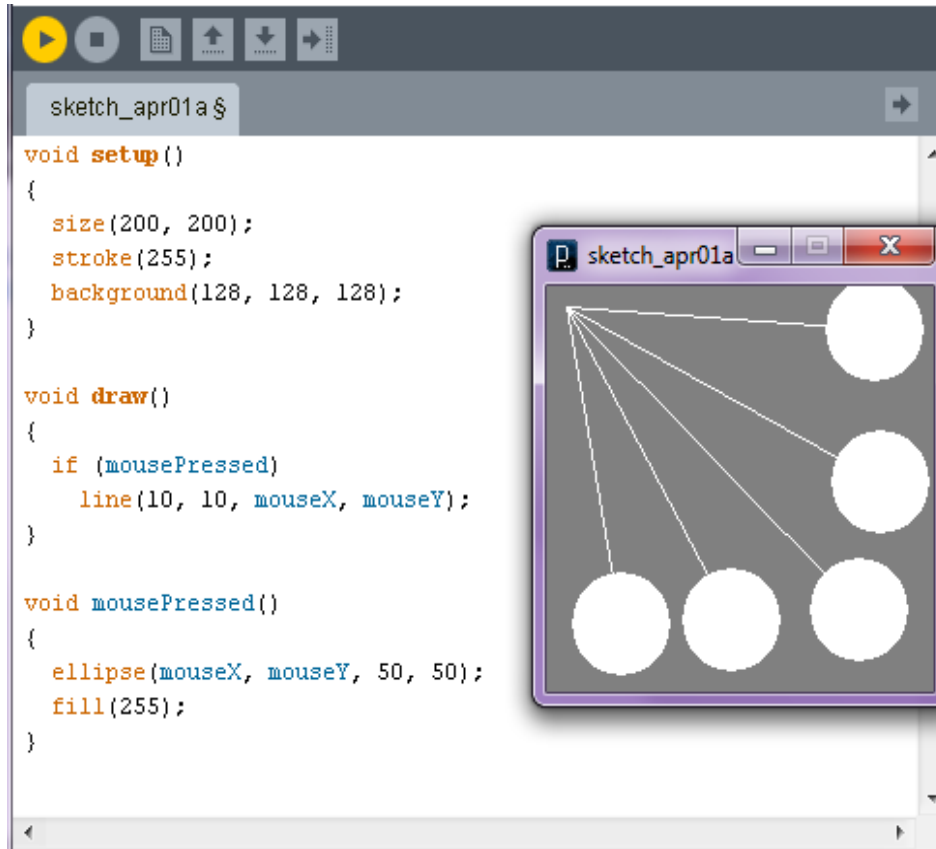 sketch_apr01a §
void setup()
{
  size(200, 200);
  stroke(255);
  background(128, 128, 128);
}

void draw()
{
  if (mousePressed)
    line(10, 10, mouseX, mouseY);
}

void mousePressed()
{
  ellipse(mouseX, mouseY, 50, 50);
  fill(255);
}
sketch_apr01a